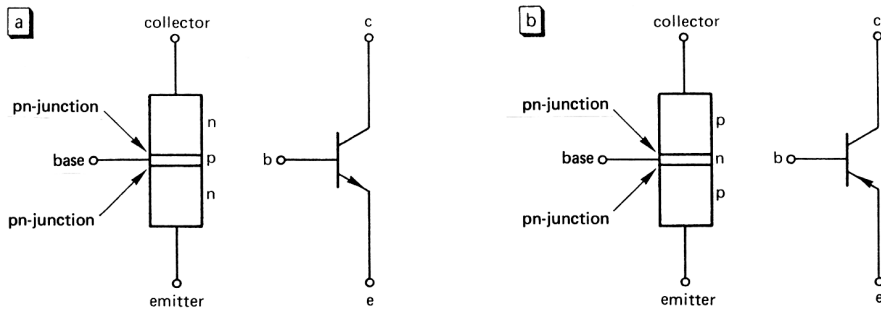 a
collector
c
pn-junction
n
base
p
b
n
pn-junction
emitter
e
b
collector
c
pn-junction
p
base
n
b
p
pn-junction
emitter
e